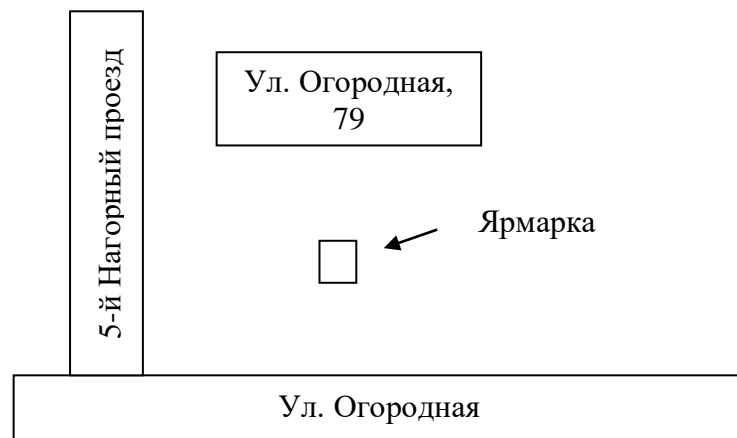 5-й Нагорный проезд
Ул. Огородная,
79
Ярмарка
Ул. Огородная